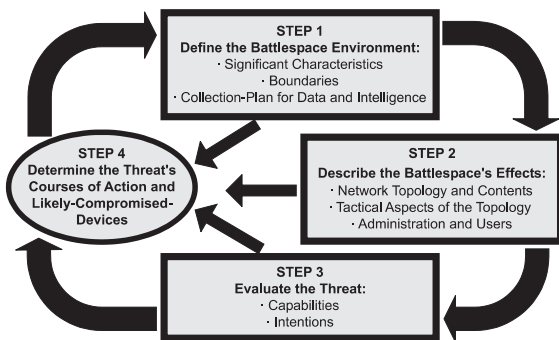 STEP 1
Define the Battlespace Environment:
· Significant Characteristics
· Boundaries
· Collection-Plan for Data and Intelligence
STEP 2
Describe the Battlespace's Effects:
· Network Topology and Contents
· Tactical Aspects of the Topology
· Administration and Users
STEP 3
Evaluate the Threat:
· Capabilities
· Intentions
STEP 4
Determine the Threat's
Courses of Action and
Likely-Compromised-
Devices